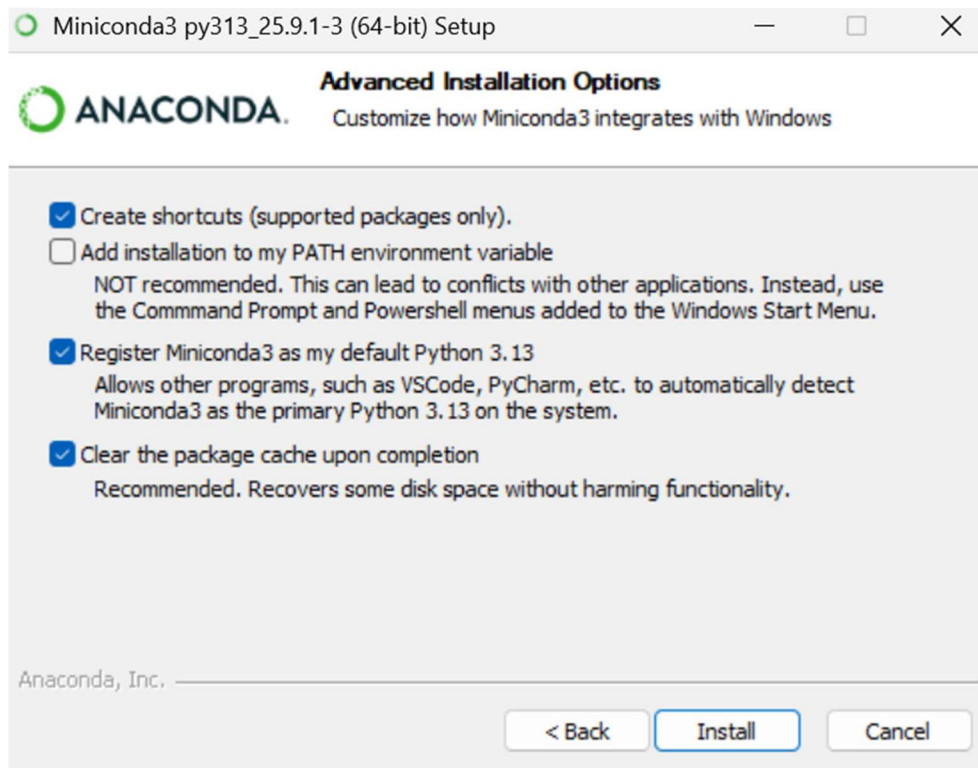 Miniconda3 py313_25.9.1-3 (64-bit) Setup
ANACONDA.
Advanced Installation Options
Customize how Miniconda3 integrates with Windows
Create shortcuts (supported packages only).
Add installation to my PATH environment variable
NOT recommended. This can lead to conflicts with other applications. Instead, use
the Commmand Prompt and Powershell menus added to the Windows Start Menu.
Register Miniconda3 as my default Python 3.13
Allows other programs, such as VSCode, PyCharm, etc. to automatically detect
Miniconda3 as the primary Python 3.13 on the system.
Clear the package cache upon completion
Recommended. Recovers some disk space without harming functionality.
Anaconda, Inc.
< Back Install Cancel